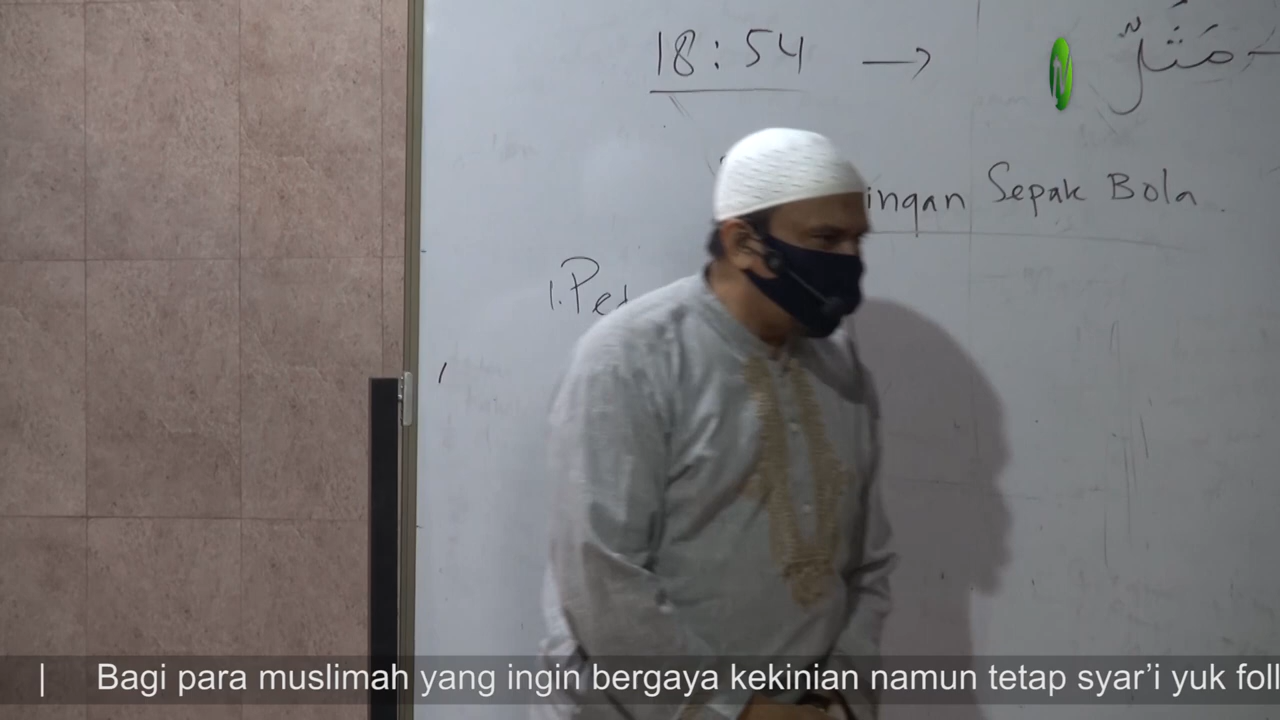 18 : 54 → مَثَلٍّ
ingan Sepak Bola.
1. Pe
| Bagi para muslimah yang ingin bergaya kekinian namun tetap syar’i yuk foll